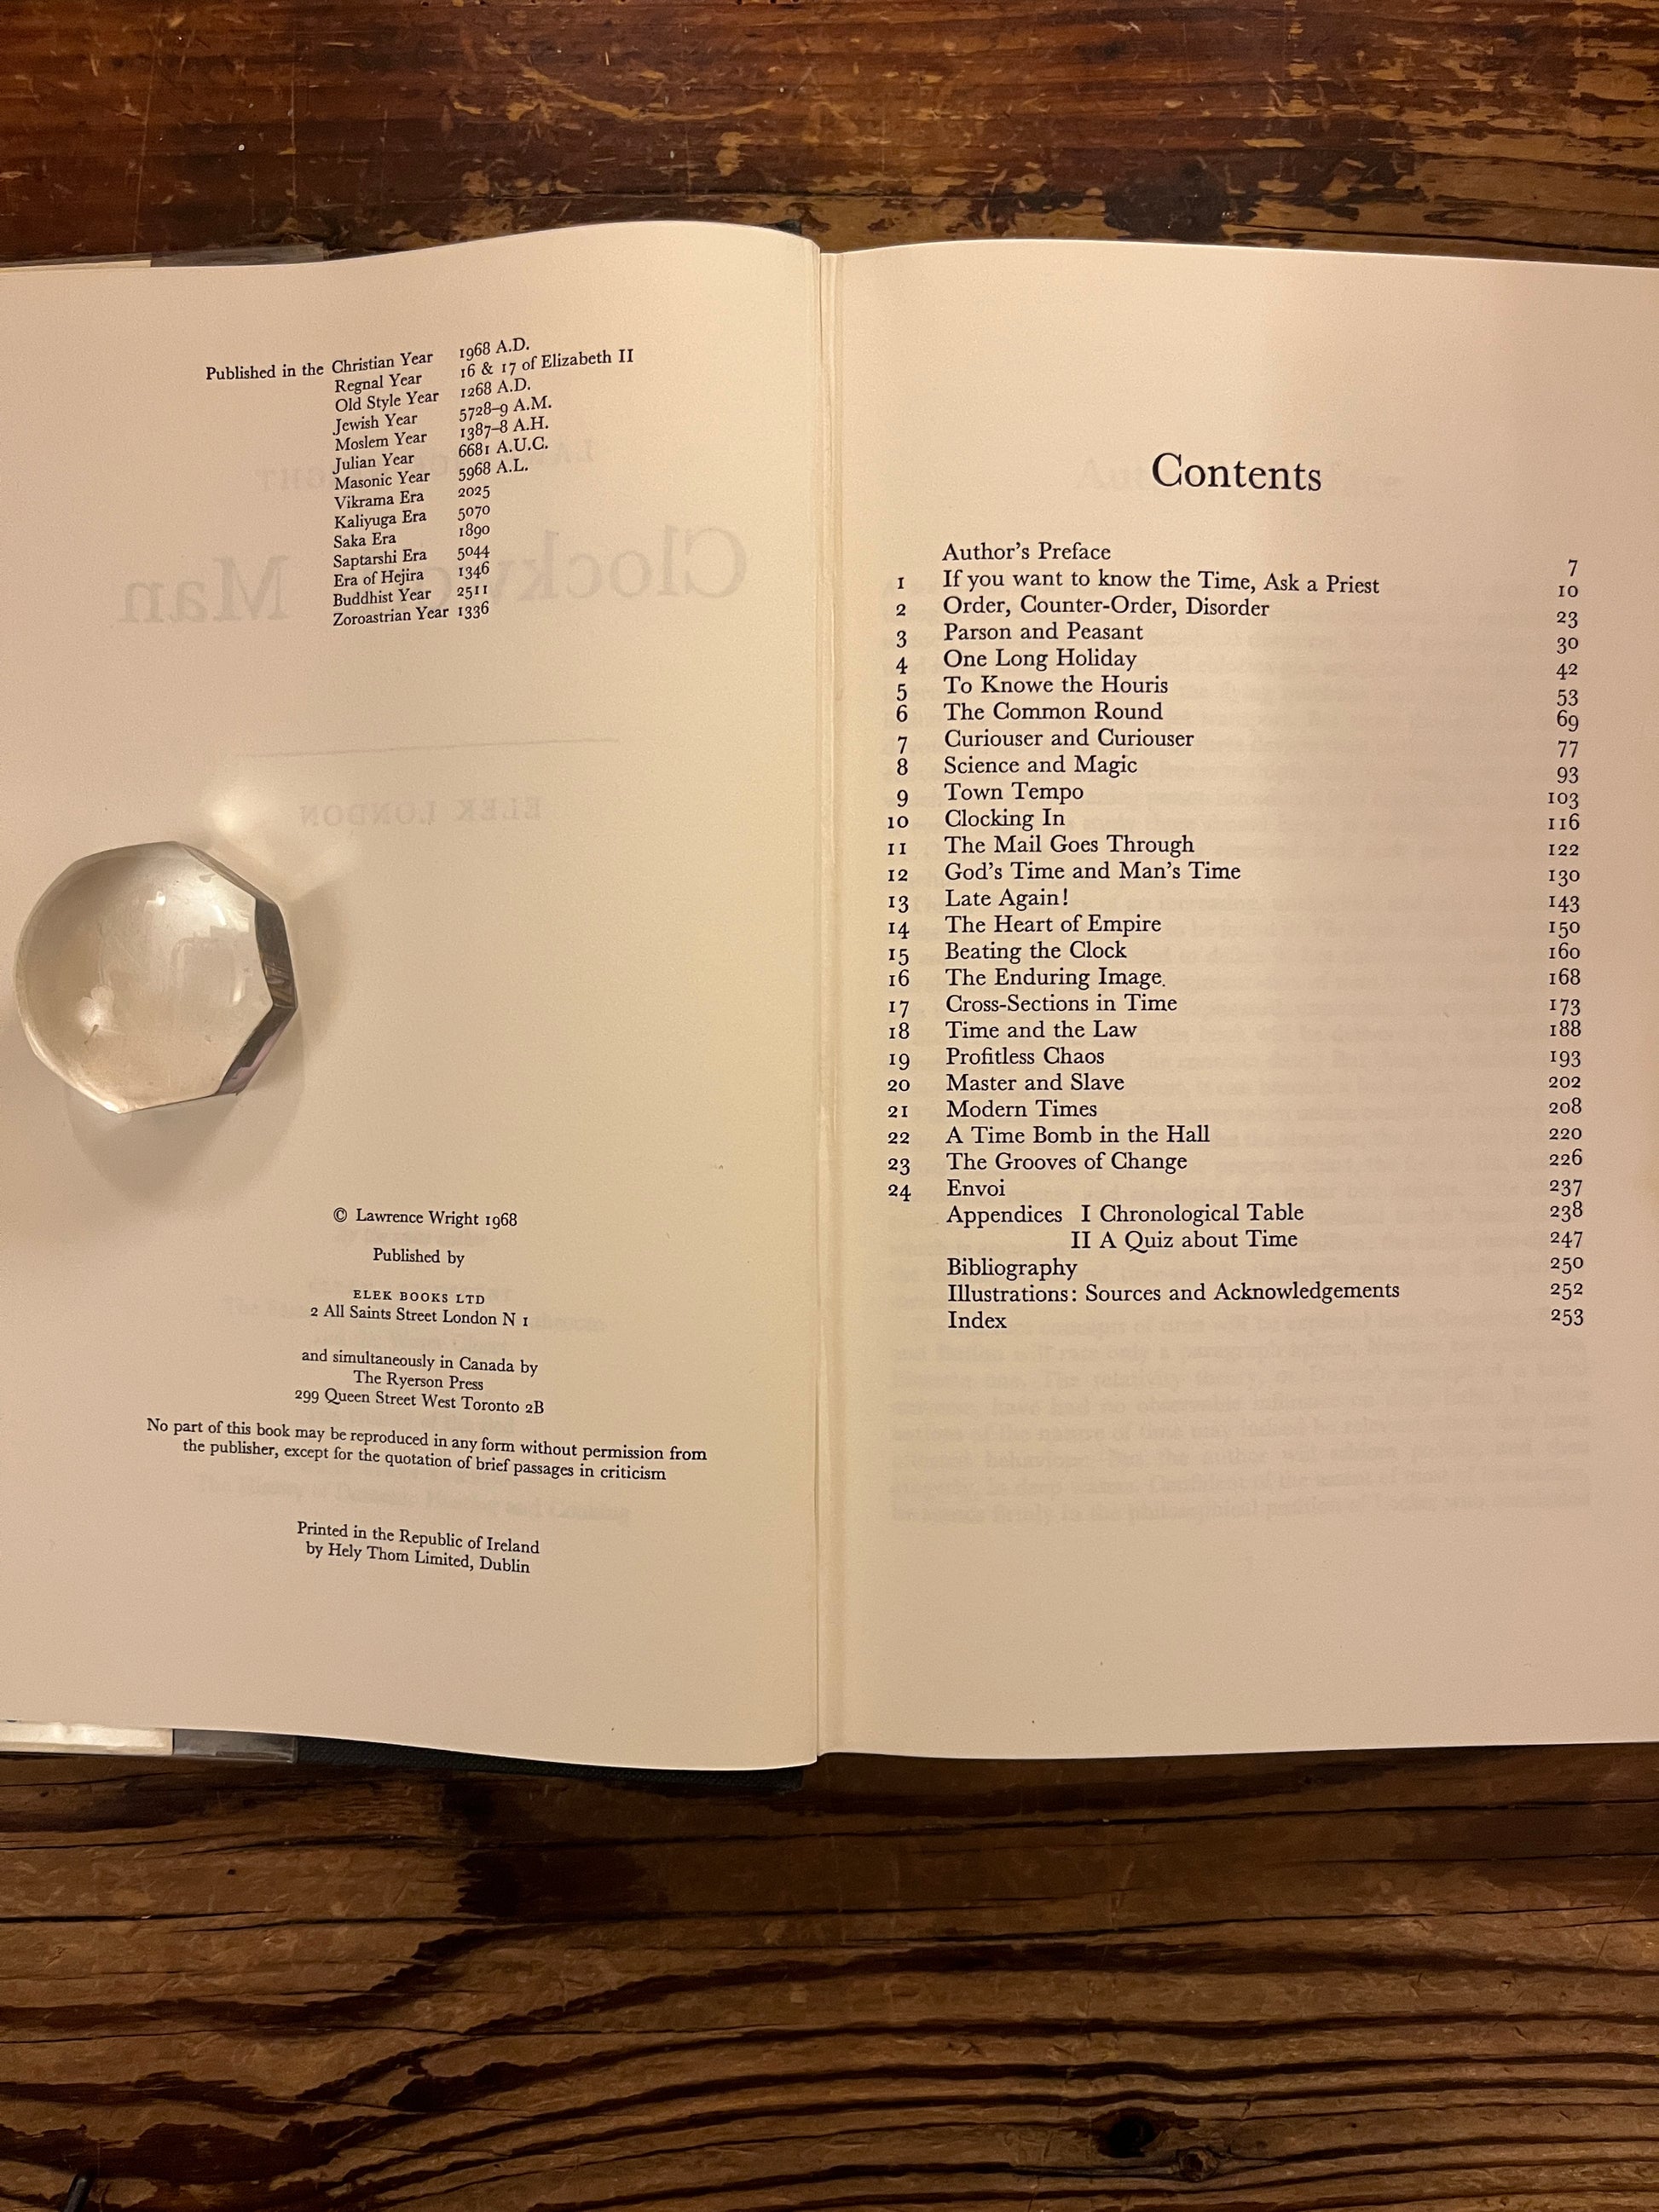 Published in the Christian Year 1968 A.D.
Regnal Year 16 & 17 of Elizabeth II
Old Style Year 1268 A.D.
Jewish Year 5728–9 A.M.
Moslem Year 1387–8 A.H.
Julian Year 6681 A.U.C.
Masonic Year 5968 A.L.
Vikrama Era 2025
Kaliyuga Era 5070
Saka Era 1890
Saptarshi Era 5044
Era of Hejira 1346
Buddhist Year 2511
Zoroastrian Year 1336
Clockwork Man
ELEK LONDON
© Lawrence Wright 1968
Published by
ELEK BOOKS LTD
2 All Saints Street London N 1
and simultaneously in Canada by
The Ryerson Press
299 Queen Street West Toronto 2B
No part of this book may be reproduced in any form without permission from
the publisher, except for the quotation of brief passages in criticism
Printed in the Republic of Ireland
by Hely Thom Limited, Dublin
Contents
Author's Preface 7
1 If you want to know the Time, Ask a Priest 10
2 Order, Counter-Order, Disorder 23
3 Parson and Peasant 30
4 One Long Holiday 42
5 To Knowe the Houris 53
6 The Common Round 69
7 Curiouser and Curiouser 77
8 Science and Magic 93
9 Town Tempo 103
10 Clocking In 116
11 The Mail Goes Through 122
12 God's Time and Man's Time 130
13 Late Again! 143
14 The Heart of Empire 150
15 Beating the Clock 160
16 The Enduring Image 168
17 Cross-Sections in Time 173
18 Time and the Law 188
19 Profitless Chaos 193
20 Master and Slave 202
21 Modern Times 208
22 A Time Bomb in the Hall 220
23 The Grooves of Change 226
24 Envoi 237
Appendices I Chronological Table 238
II A Quiz about Time 247
Bibliography 250
Illustrations: Sources and Acknowledgements 252
Index 253